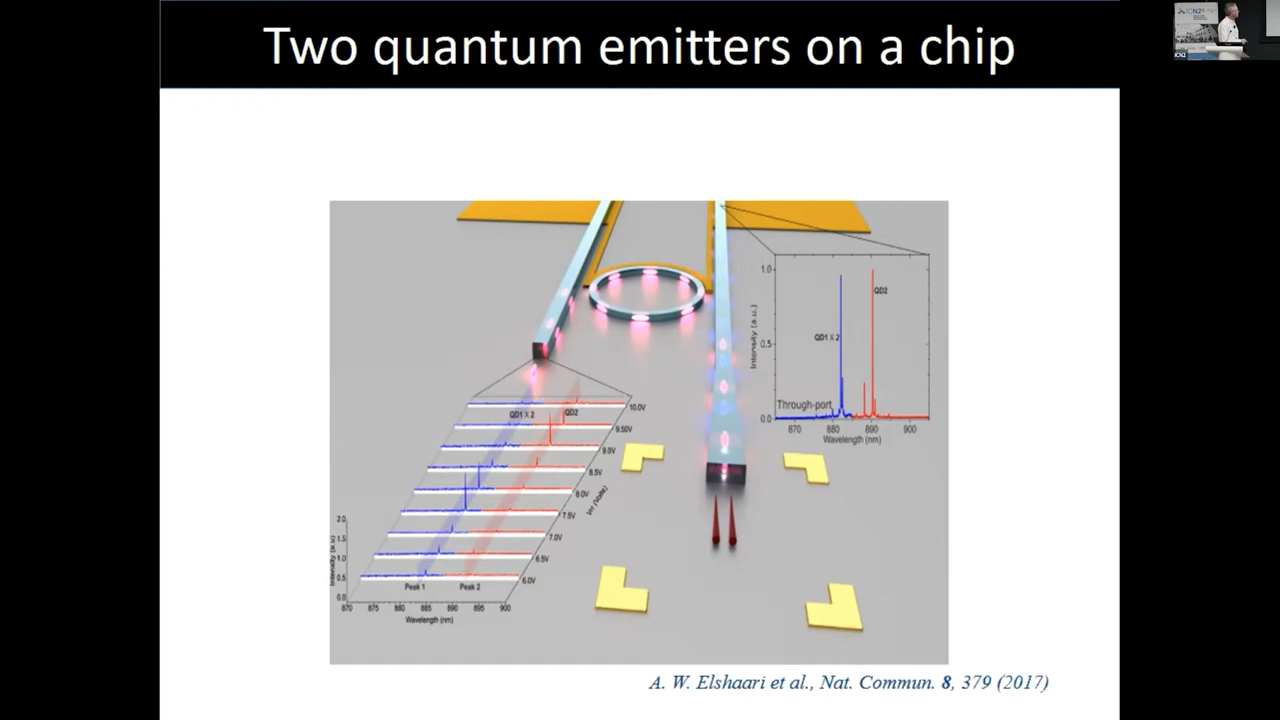 Two quantum emitters on a chip
ICN2
1.0
QD2
Intensity (a.u.)
0.5
QD1 X 2
Through-port
0.0
870 880 890 900
Wavelength (nm)
QD1 X 2 QD2
10.0V
9.50V
9.0V
8.5V
8.0V
7.5V
7.0V
6.5V
6.0V
2.0
1.5
1.0
0.5
0.0
Intensity (a.u)
Peak 1 Peak 2
870 875 880 885 890 895 900
Wavelength (nm)
A. W. Elshaari et al., Nat. Commun. 8, 379 (2017)